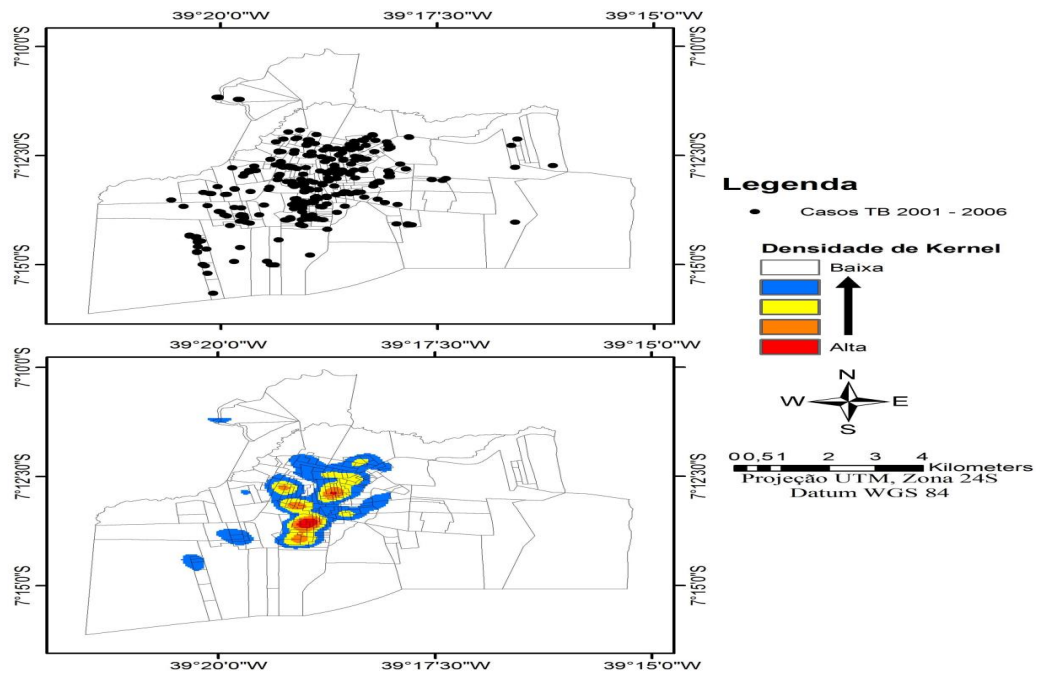 39°20'0"W 39°17'30"W 39°15'0"W
7°10'0"S 7°10'0"S
7°12'30"S 7°12'30"S
7°15'0"S 7°15'0"S
39°20'0"W 39°17'30"W 39°15'0"W
7°10'0"S 7°10'0"S
7°12'30"S 7°12'30"S
7°15'0"S 7°15'0"S
39°20'0"W 39°17'30"W 39°15'0"W
Legenda
Casos TB 2001 - 2006
Densidade de Kernel
Baixa
Alta
N
W E
S
0 0,5 1 2 3 4 Kilometers
Projeção UTM, Zona 24S
Datum WGS 84